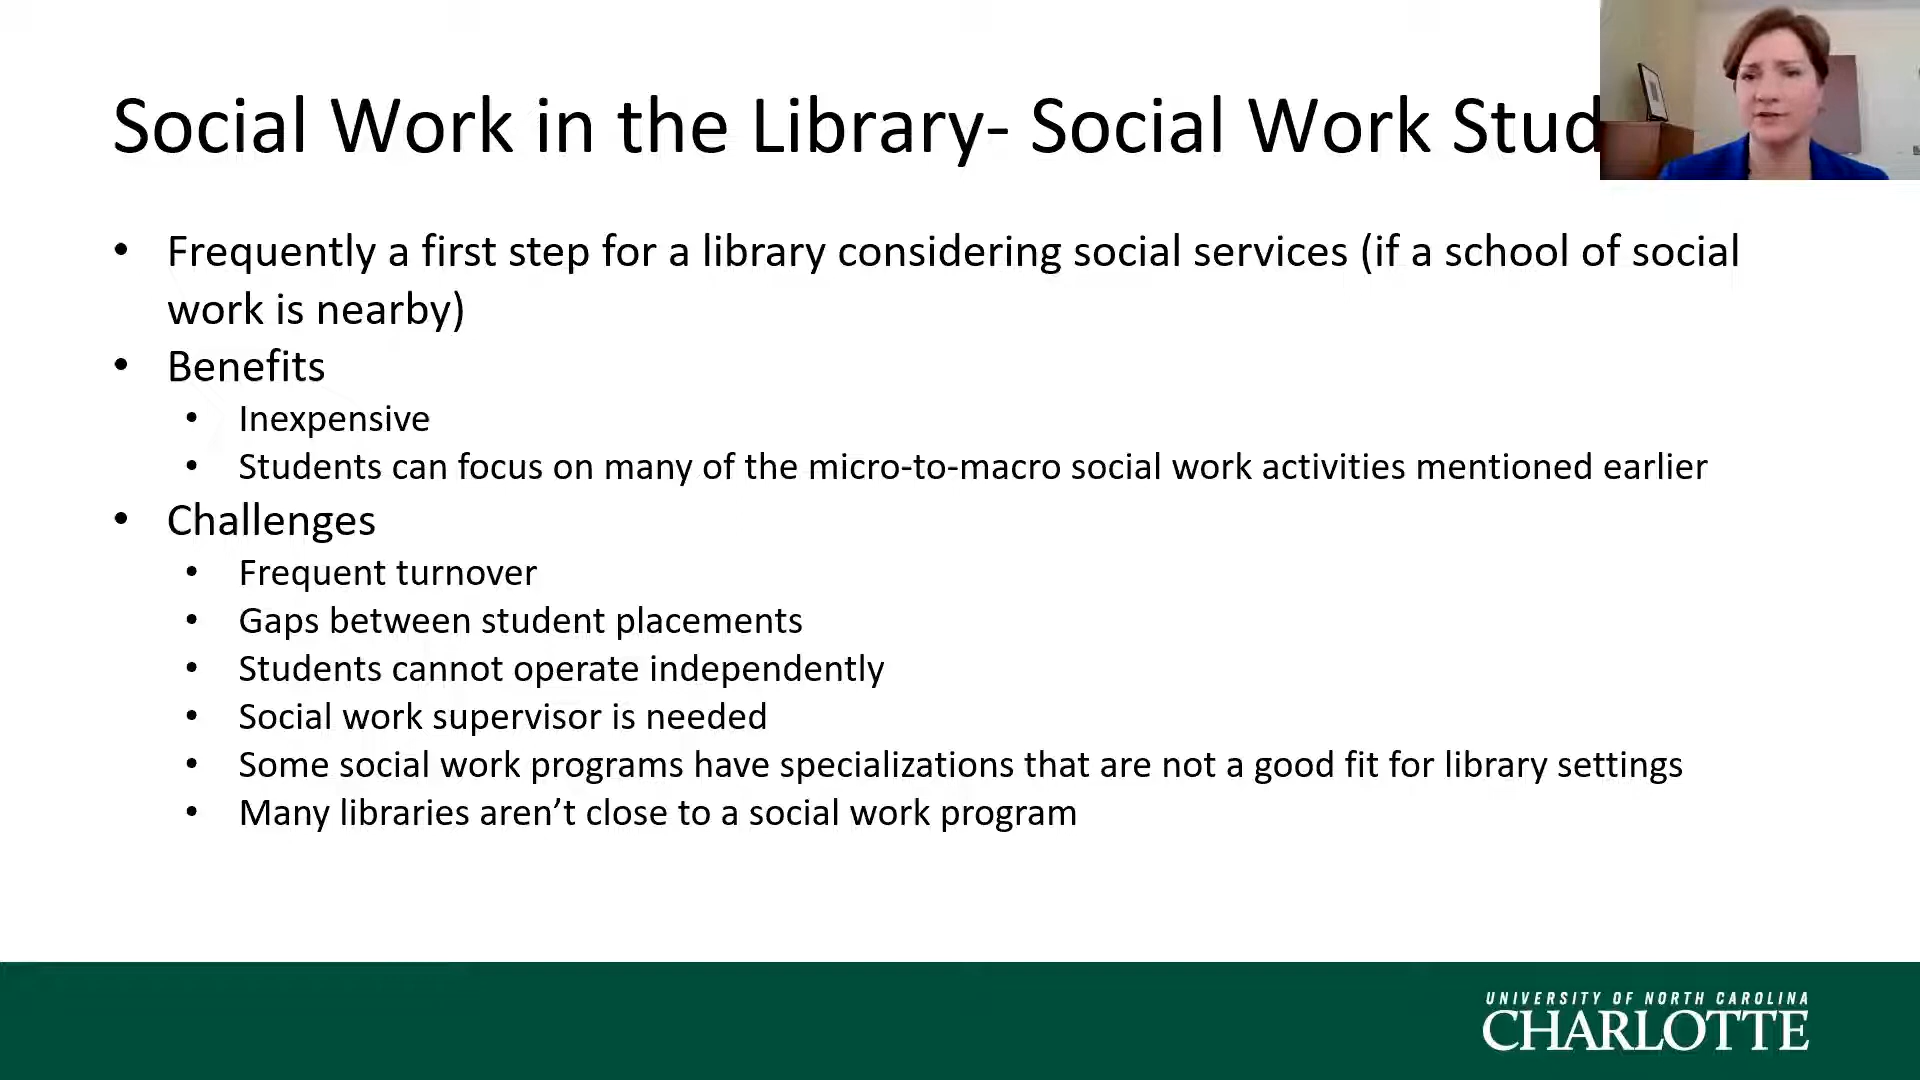 Social Work in the Library- Social Work Stud
• Frequently a first step for a library considering social services (if a school of social
work is nearby)
• Benefits
• Inexpensive
• Students can focus on many of the micro-to-macro social work activities mentioned earlier
• Challenges
• Frequent turnover
• Gaps between student placements
• Students cannot operate independently
• Social work supervisor is needed
• Some social work programs have specializations that are not a good fit for library settings
• Many libraries aren’t close to a social work program
UNIVERSITY OF NORTH CAROLINA
CHARLOTTE